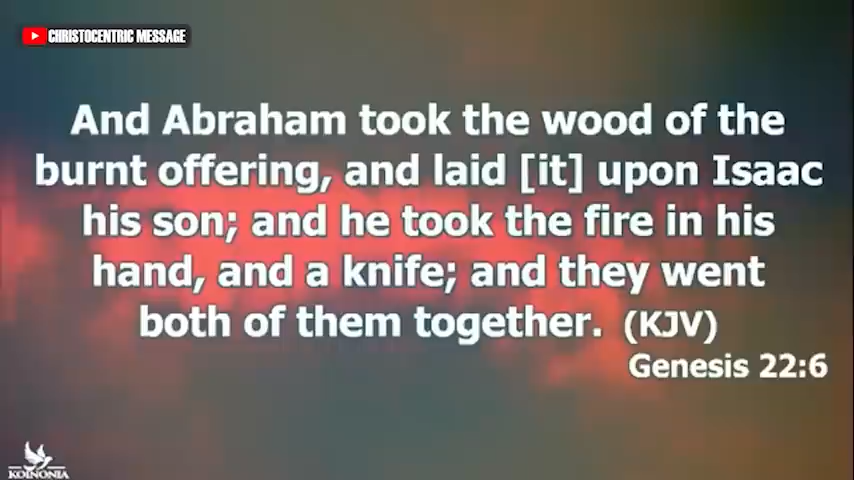 CHRISTOCENTRIC MESSAGE
And Abraham took the wood of the
burnt offering, and laid [it] upon Isaac
his son; and he took the fire in his
hand, and a knife; and they went
both of them together. (KJV)
Genesis 22:6
KOINONIA